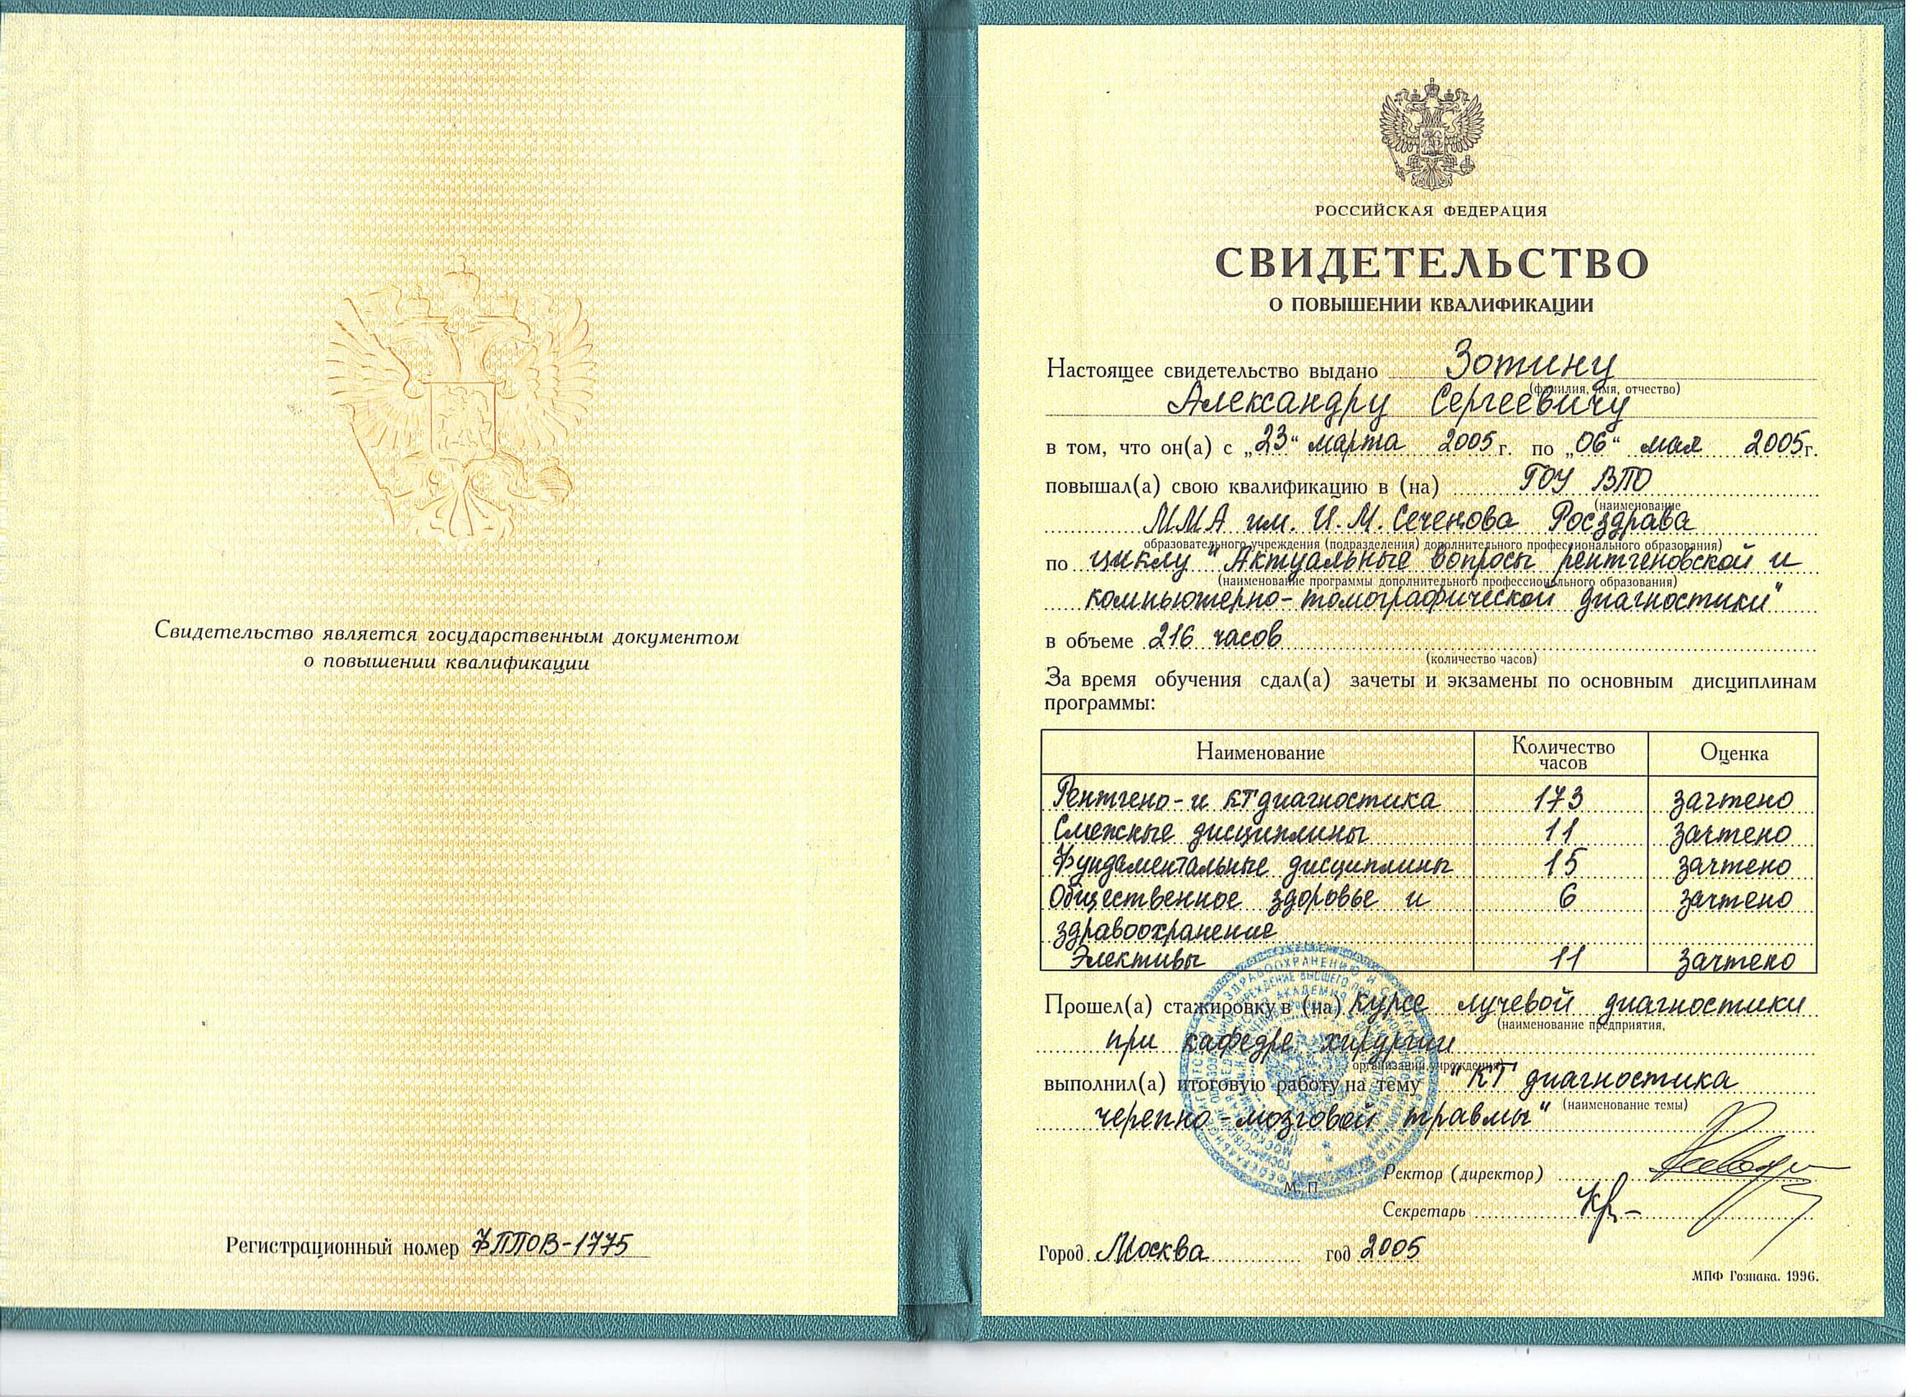 Свидетельство является государственным документом
о повышении квалификации
Регистрационный номер ФППОВ-1775
РОССИЙСКАЯ ФЕДЕРАЦИЯ
СВИДЕТЕЛЬСТВО
О ПОВЫШЕНИИ КВАЛИФИКАЦИИ
Настоящее свидетельство выдано Зотину
(фамилия, имя, отчество)
Александру Сергеевичу
в том, что он(а) с „23“ марта 2005 г. по „06“ мая 2005 г.
повышал(а) свою квалификацию в (на) ГОУ ВПО
(наименование
ММА им. И.М. Сеченова Росздрава
образовательного учреждения (подразделения) дополнительного профессионального образования)
по циклу "Актуальные вопросы рентгеновской и
(наименование программы дополнительного профессионального образования)
компьютерно-томографической диагностики"
в объеме 216 часов
(количество часов)
За время обучения сдал(а) зачеты и экзамены по основным дисциплинам
программы:
Наименование Количество часов Оценка
Рентгено- и КТ диагностика 173 зачтено
Смежные дисциплины 11 зачтено
Фундаментальные дисциплины 15 зачтено
Общественное здоровье и 6 зачтено
здравоохранение
Элективы 11 зачтено
Прошел(а) стажировку в (на) курсе лучевой диагностики
(наименование предприятия,
при кафедре хирургии
организации, учреждения)
выполнил(а) итоговую работу на тему "КТ диагностика
(наименование темы)
черепно-мозговой травмы"
Ректор (директор)
М. П.
Секретарь
Город Москва год 2005
МПФ Гознака. 1996.